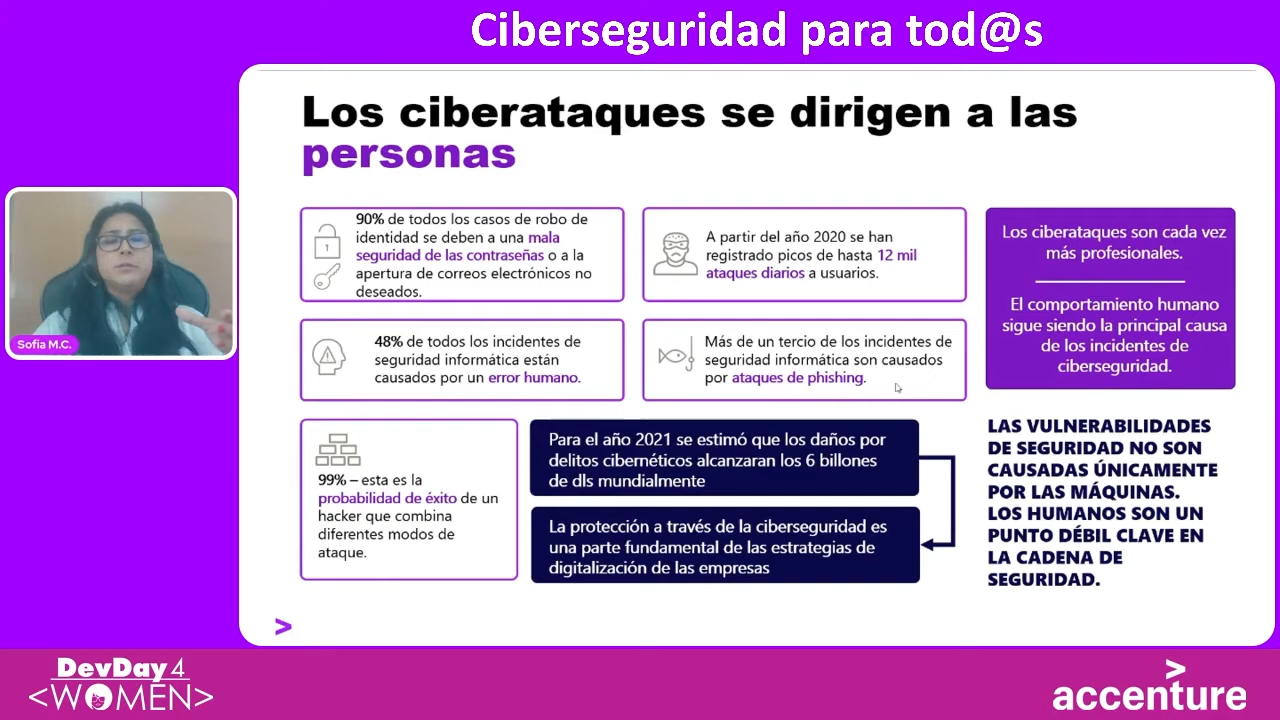 Ciberseguridad para tod@s
Los ciberataques se dirigen a las
personas
90% de todos los casos de robo de
identidad se deben a una mala
seguridad de las contraseñas o a la
apertura de correos electrónicos no
deseados.
A partir del año 2020 se han
registrado picos de hasta 12 mil
ataques diarios a usuarios.
Los ciberataques son cada vez
más profesionales.
El comportamiento humano
sigue siendo la principal causa
de los incidentes de
ciberseguridad.
48% de todos los incidentes de
seguridad informática están
causados por un error humano.
Más de un tercio de los incidentes de
seguridad informática son causados
por ataques de phishing.
99% – esta es la
probabilidad de éxito de un
hacker que combina
diferentes modos de
ataque.
Para el año 2021 se estimó que los daños por
delitos cibernéticos alcanzaran los 6 billones
de dls mundialmente
La protección a través de la ciberseguridad es
una parte fundamental de las estrategias de
digitalización de las empresas
LAS VULNERABILIDADES
DE SEGURIDAD NO SON
CAUSADAS ÚNICAMENTE
POR LAS MÁQUINAS.
LOS HUMANOS SON UN
PUNTO DÉBIL CLAVE EN
LA CADENA DE
SEGURIDAD.
>
Sofia M.C.
DevDay4
<WOMEN>
>
accenture